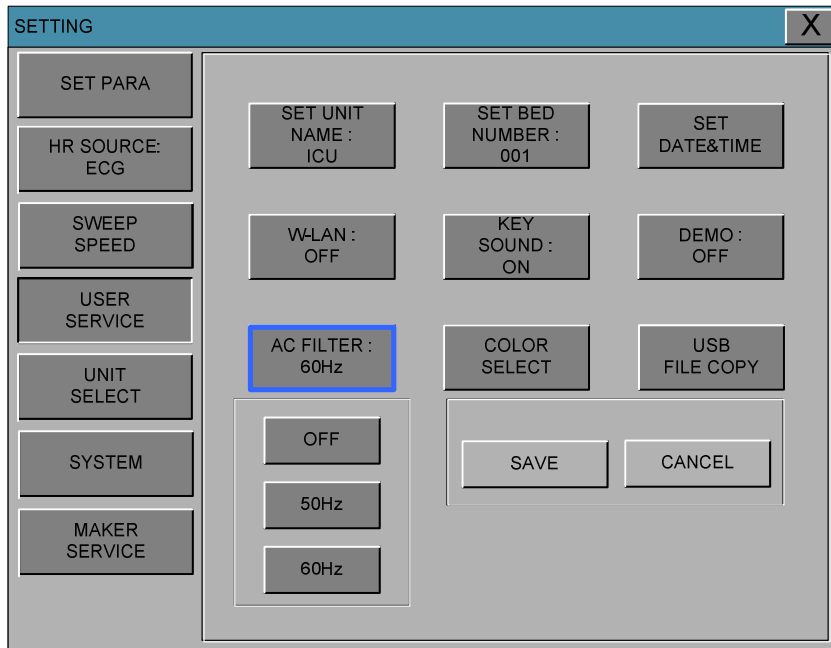 SETTING
X
SET PARA
HR SOURCE:
ECG
SWEEP
SPEED
USER
SERVICE
UNIT
SELECT
SYSTEM
MAKER
SERVICE
SET UNIT
NAME :
ICU
SET BED
NUMBER :
001
SET
DATE&TIME
W-LAN :
OFF
KEY
SOUND :
ON
DEMO :
OFF
AC FILTER :
60Hz
COLOR
SELECT
USB
FILE COPY
OFF
50Hz
60Hz
SAVE
CANCEL